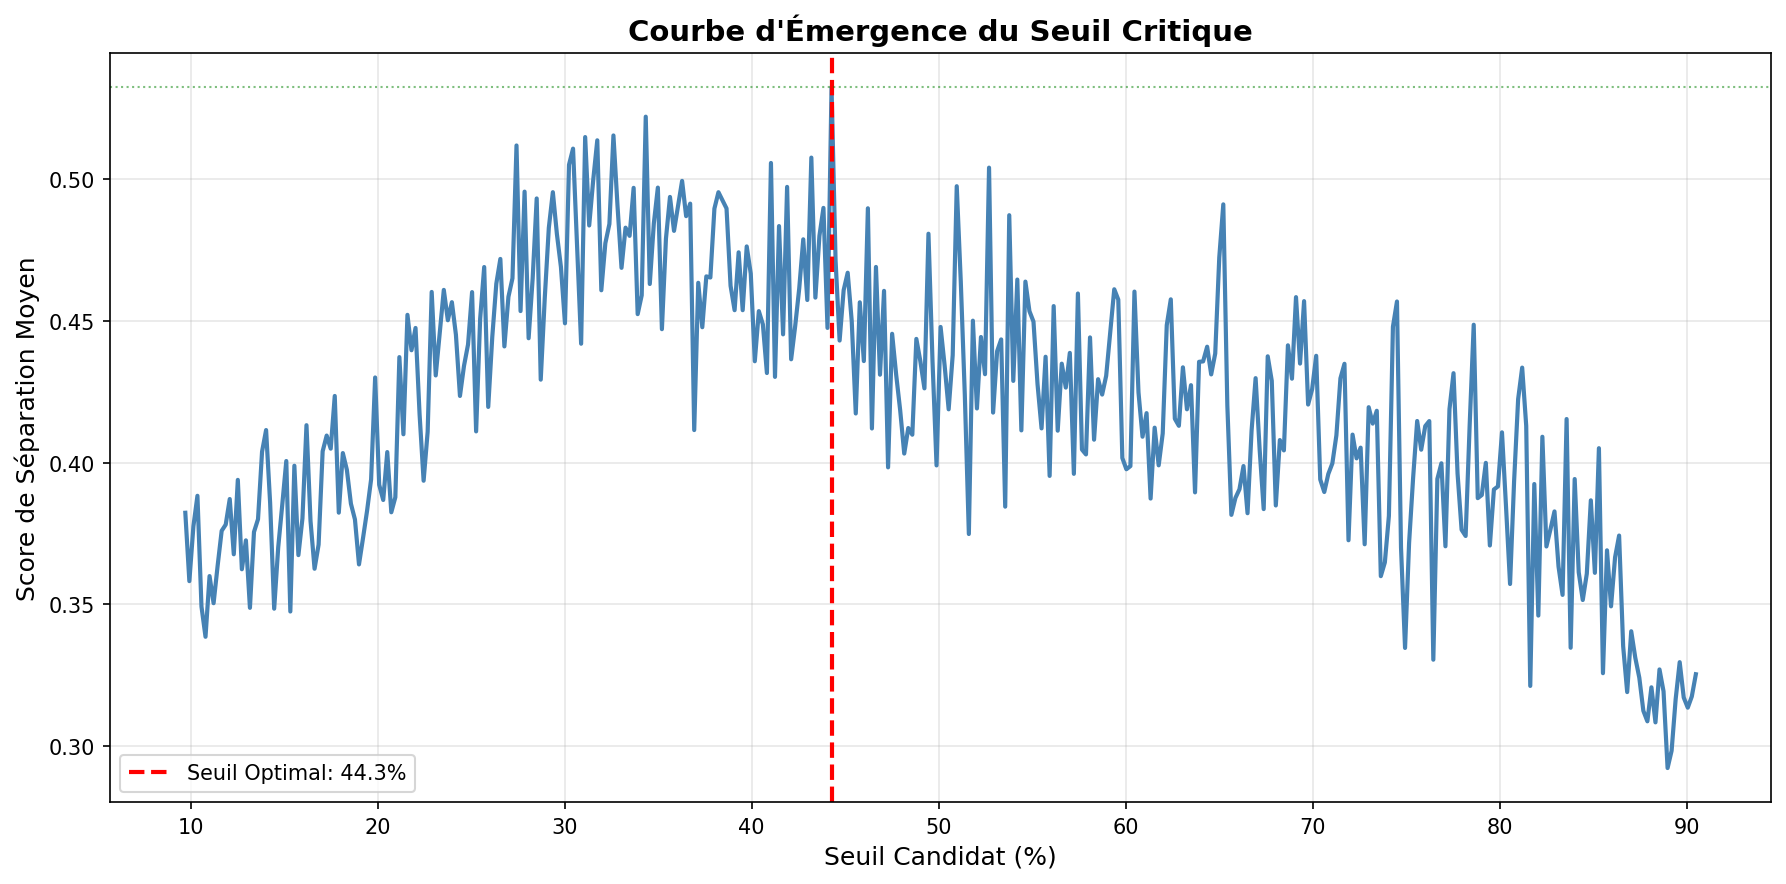 Courbe d'Émergence du Seuil Critique
Score de Séparation Moyen
0.50
0.45
0.40
0.35
0.30
Seuil Optimal: 44.3%
10 20 30 40 50 60 70 80 90
Seuil Candidat (%)